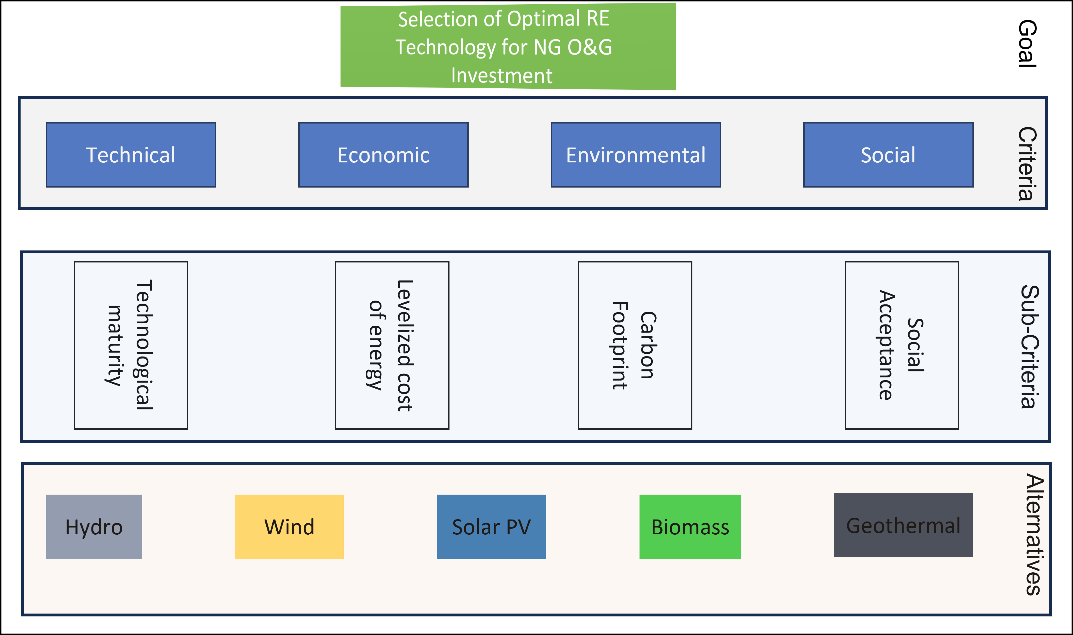 Selection of Optimal RE
Technology for NG O&G
Investment
Goal
Technical
Economic
Environmental
Social
Criteria
Technological
maturity
Levelized cost
of energy
Carbon
Footprint
Social
Acceptance
Sub-Criteria
Hydro
Wind
Solar PV
Biomass
Geothermal
Alternatives